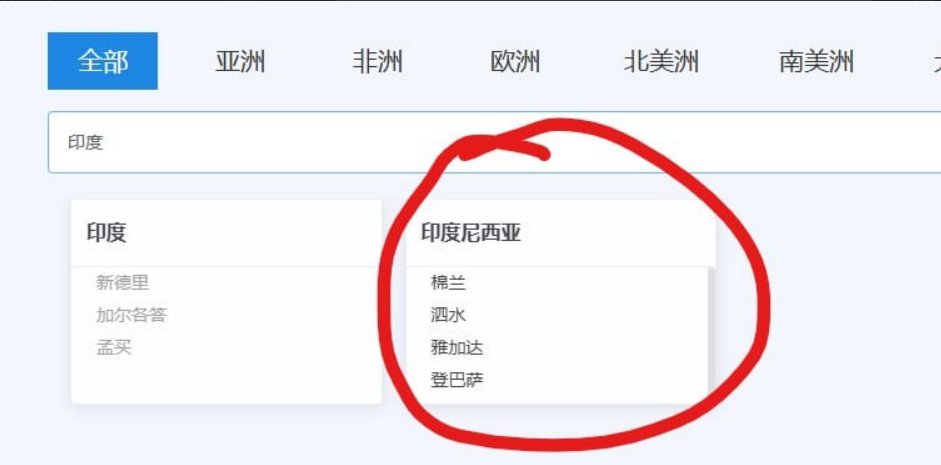 全部 亚洲 非洲 欧洲 北美洲 南美洲
印度
印度
新德里
加尔各答
孟买
印度尼西亚
棉兰
泗水
雅加达
登巴萨